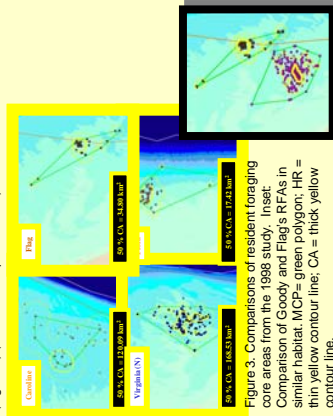 Caroline
50 % CA = 120.09 km²
Flag
50 % CA = 34.80 km²
Virginia (N)
50 % CA = 168.53 km²
50 % CA = 17.42 km²
Figure 3. Comparisons of resident foraging
core areas from the 1998 study. Inset:
Comparison of Goody and Flag's RFAs in
similar habitat. MCP= green polygon; HR =
thin yellow contour line; CA = thick yellow
contour line.